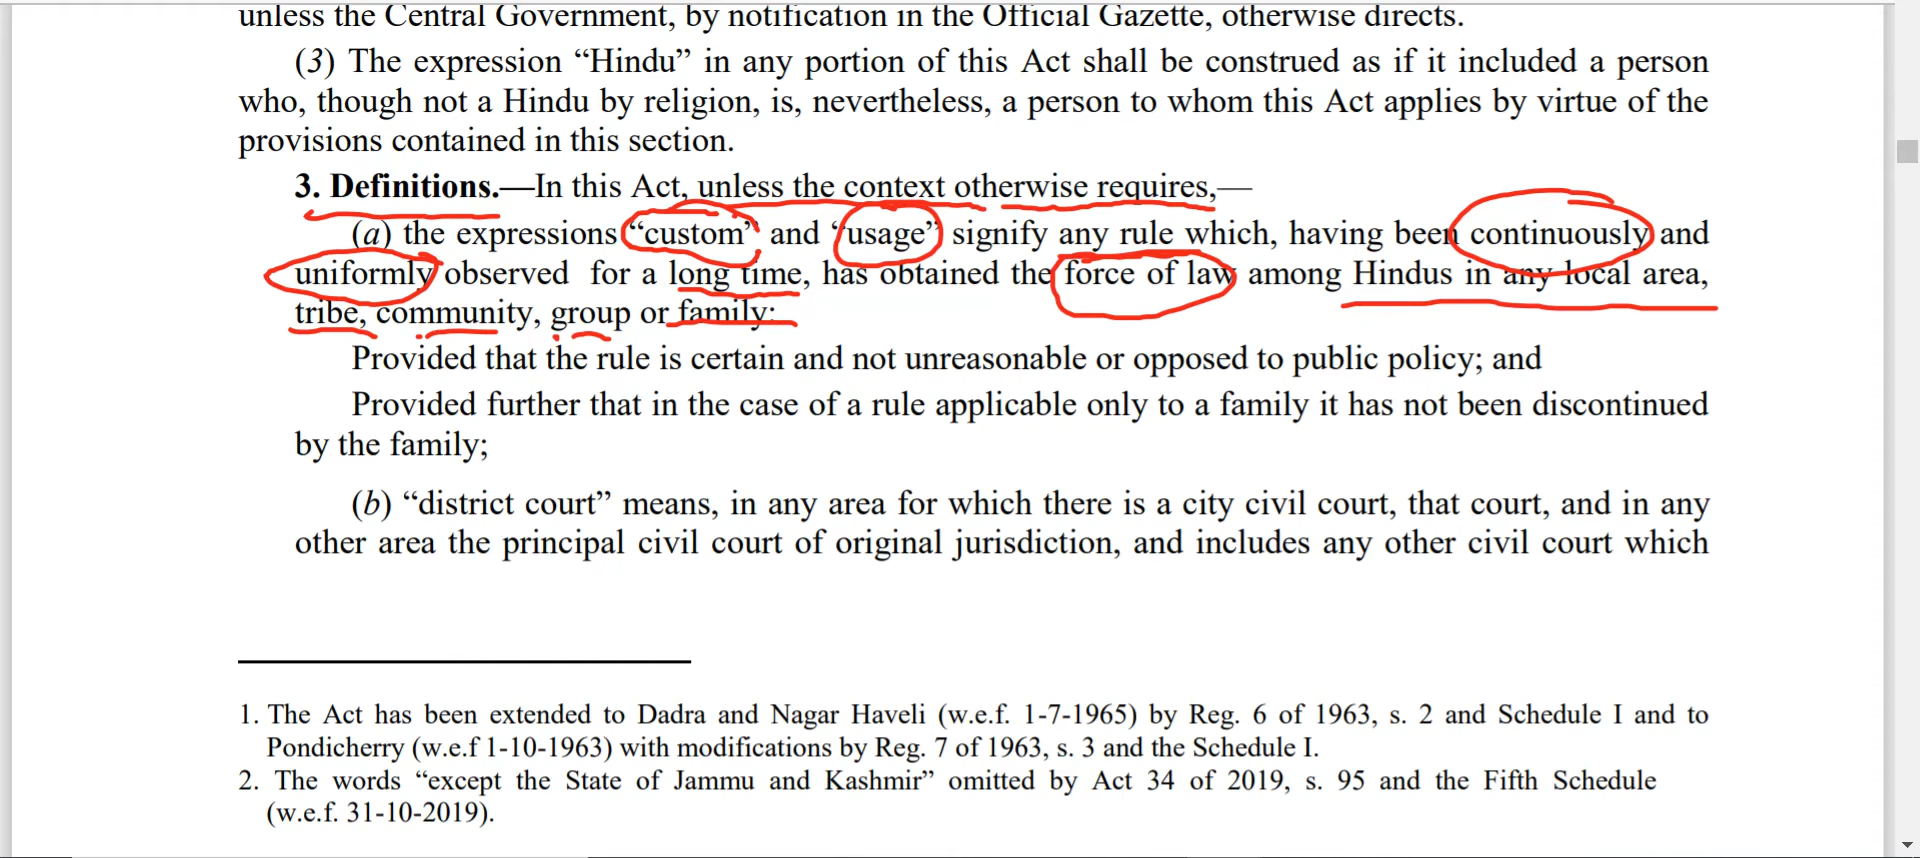 unless the Central Government, by notification in the Official Gazette, otherwise directs.
(3) The expression “Hindu” in any portion of this Act shall be construed as if it included a person
who, though not a Hindu by religion, is, nevertheless, a person to whom this Act applies by virtue of the
provisions contained in this section.
3. Definitions.—In this Act, unless the context otherwise requires,—
(a) the expressions “custom” and “usage” signify any rule which, having been continuously and
uniformly observed for a long time, has obtained the force of law among Hindus in any local area,
tribe, community, group or family:
Provided that the rule is certain and not unreasonable or opposed to public policy; and
Provided further that in the case of a rule applicable only to a family it has not been discontinued
by the family;
(b) “district court” means, in any area for which there is a city civil court, that court, and in any
other area the principal civil court of original jurisdiction, and includes any other civil court which
1. The Act has been extended to Dadra and Nagar Haveli (w.e.f. 1-7-1965) by Reg. 6 of 1963, s. 2 and Schedule I and to
Pondicherry (w.e.f 1-10-1963) with modifications by Reg. 7 of 1963, s. 3 and the Schedule I.
2. The words “except the State of Jammu and Kashmir” omitted by Act 34 of 2019, s. 95 and the Fifth Schedule
(w.e.f. 31-10-2019).